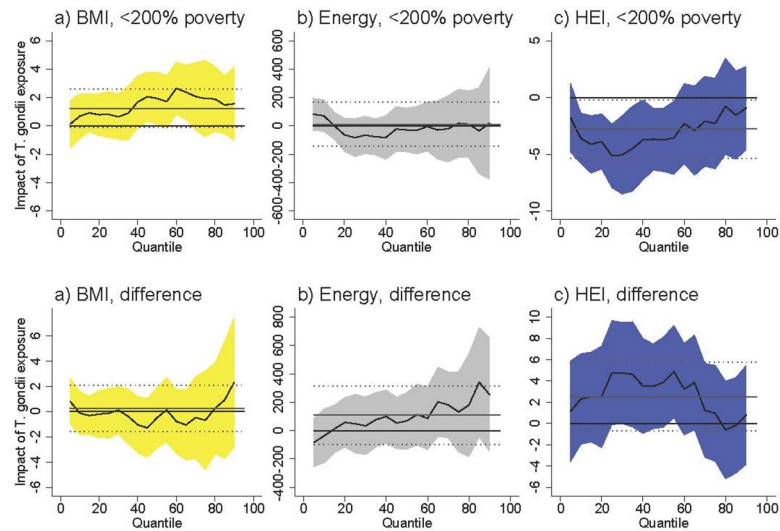 a) BMI, <200% poverty
b) Energy, <200% poverty
c) HEI, <200% poverty
Impact of T. gondii exposure
6
4
2
0
-2
-4
-6
0 20 40 60 80 100
Quantile
600
400
200
0
-200
-400
-600
0 20 40 60 80 100
Quantile
5
0
-5
-10
0 20 40 60 80 100
Quantile
a) BMI, difference
b) Energy, difference
c) HEI, difference
Impact of T. gondii exposure
6
4
2
0
-2
-4
-6
0 20 40 60 80 100
Quantile
800
600
400
200
0
-200
-400
0 20 40 60 80 100
Quantile
10
8
6
4
2
0
-2
-4
-6
0 20 40 60 80 100
Quantile